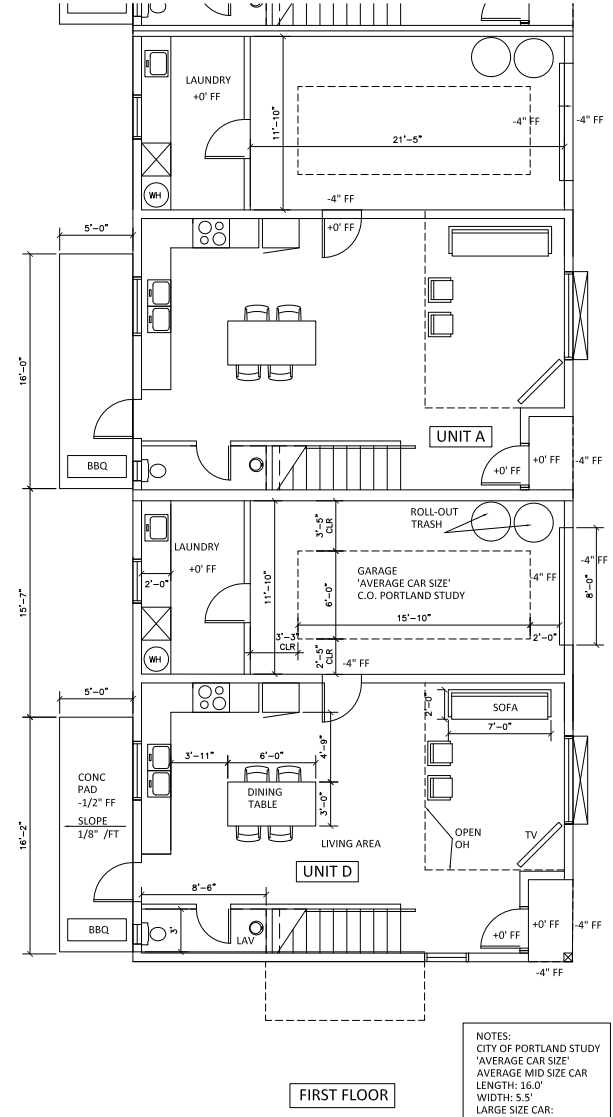 LAUNDRY
+0' FF
11'-10"
21'-5"
-4" FF
-4" FF
WH
-4" FF
+0' FF
5'-0"
16'-0"
UNIT A
BBQ
+0' FF
+0' FF
-4" FF
ROLL-OUT
TRASH
3'-5"
CLR
LAUNDRY
+0' FF
2'-0"
11'-10"
6'-0"
GARAGE
'AVERAGE CAR SIZE'
C.O. PORTLAND STUDY
-4" FF
-4" FF
8'-0"
15'-7"
15'-10"
3'-3"
CLR
2'-0"
2'-5"
CLR
WH
-4" FF
5'-0"
2'-0"
SOFA
7'-0"
3'-11"
6'-0"
4'-9"
CONC
PAD
-1/2" FF
SLOPE
1/8" /FT
DINING
TABLE
3'-0"
16'-2"
LIVING AREA
OPEN
OH
TV
UNIT D
8'-6"
BBQ
3'
LAV
+0' FF
+0' FF
-4" FF
-4" FF
NOTES:
CITY OF PORTLAND STUDY
'AVERAGE CAR SIZE'
AVERAGE MID SIZE CAR
LENGTH: 16.0'
WIDTH: 5.5'
LARGE SIZE CAR:
FIRST FLOOR